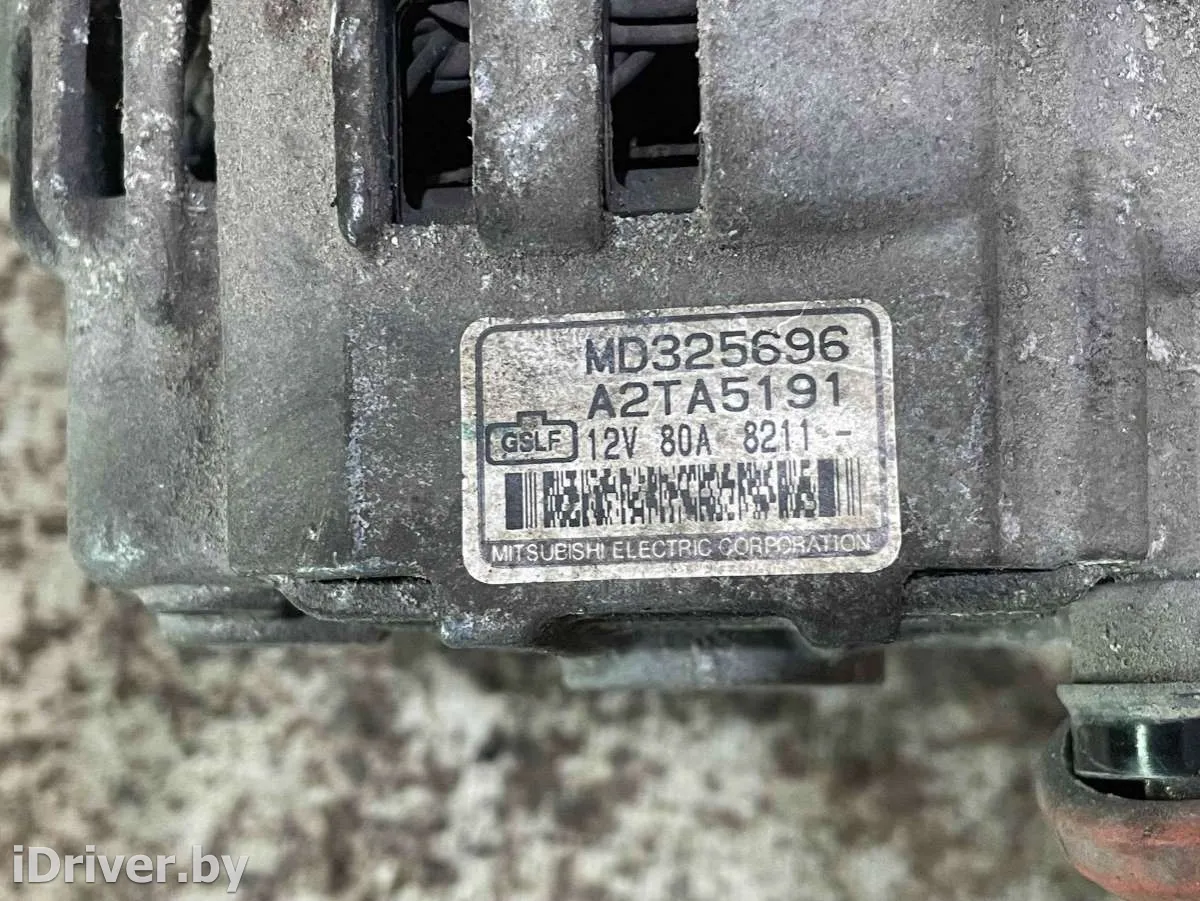 MD325696
A2TA5191
GSLF 12V 80A 8211 -
MITSUBISHI ELECTRIC CORPORATION
iDriver.by